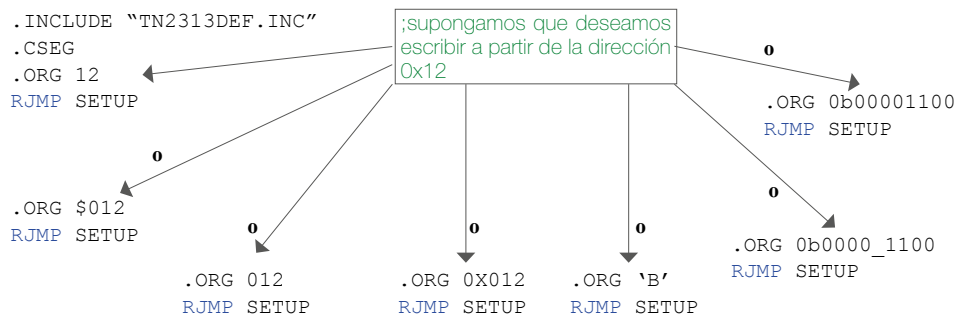 .INCLUDE “TN2313DEF.INC”
.CSEG
.ORG 12
RJMP SETUP
;supongamos que deseamos
escribir a partir de la dirección
0x12
o
.ORG 0b00001100
RJMP SETUP
o
.ORG $012
RJMP SETUP
o
.ORG 012
RJMP SETUP
o
.ORG 0X012
RJMP SETUP
o
.ORG ‘B’
RJMP SETUP
o
.ORG 0b0000_1100
RJMP SETUP